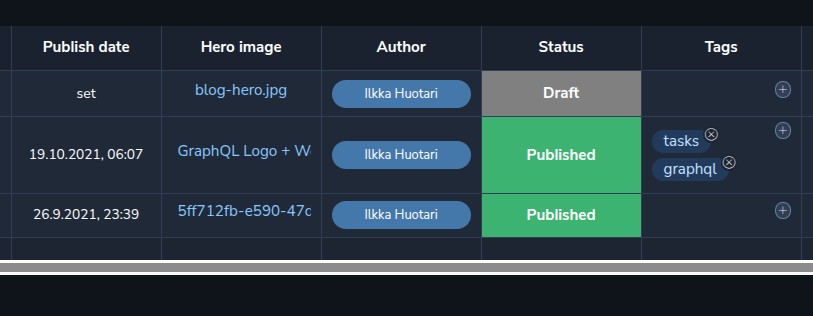 Publish date Hero image Author Status Tags
set blog-hero.jpg Ilkka Huotari Draft
19.10.2021, 06:07 GraphQL Logo + Ilkka Huotari Published tasks
graphql
26.9.2021, 23:39 5ff712fb-e590-47c Ilkka Huotari Published